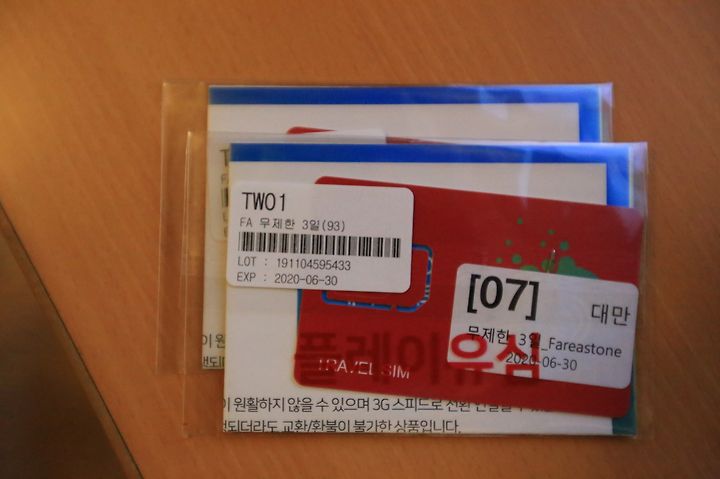 TW01
FA 무제한 3일(93)
LOT : 191104595433
EXP : 2020-06-30
[07]
대만
무제한 3일_Fareastone
2020-06-30
플레이유심
TRAVEL SIM
이 원활하지 않을 수 있으며 3G 스피드로 전환
되더라도 교환/환불이 불가한 상품입니다.